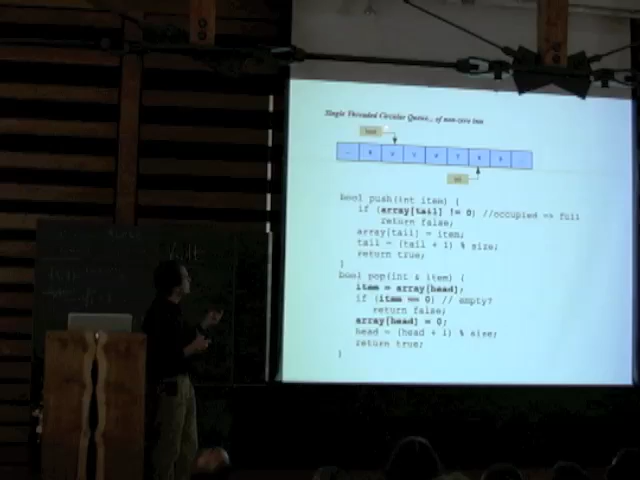 Single Threaded Circular Queue... of non-zero ints
head
tail
bool push(int item) {
if (array[tail] != 0) //occupied => full
return false;
array[tail] = item;
tail = (tail + 1) % size;
return true;
}
bool pop(int & item) {
item = array[head];
if (item == 0) // empty?
return false;
array[head] = 0;
head = (head + 1) % size;
return true;
}